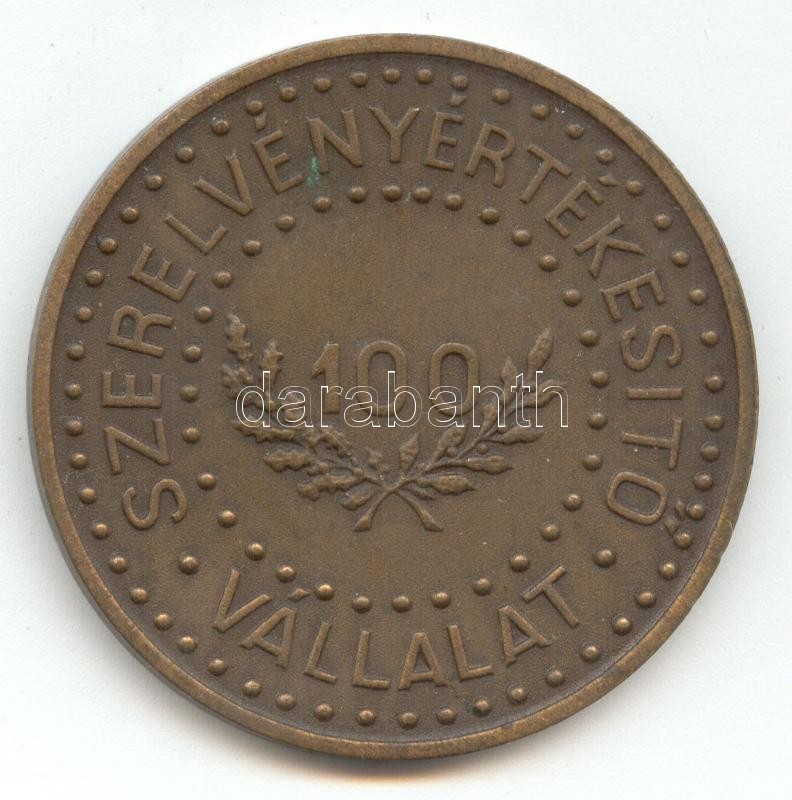 SZERELVÉNYÉRTÉKESITŐ
100
darabanth
• VÁLLALAT •